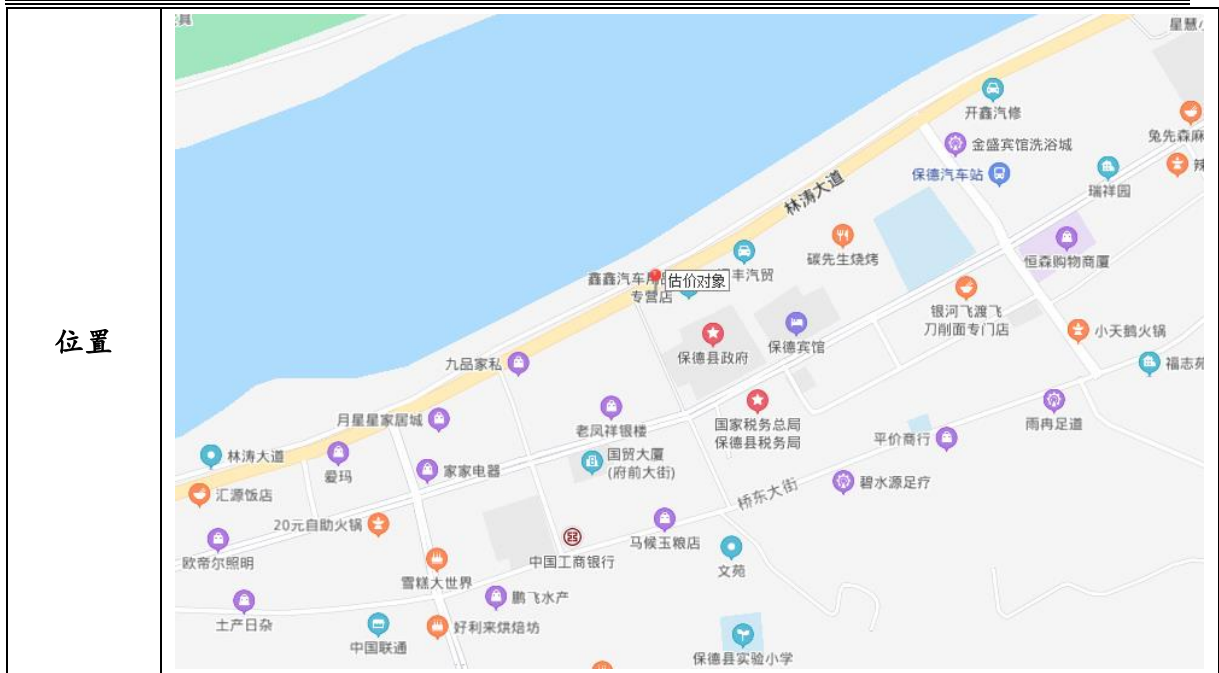 位置
具
星慧
开鑫汽修
兔先森麻
金盛宾馆洗浴城
保德汽车站
瑞祥园
辣
林涛大道
碳先生烧烤
恒森购物商厦
鑫鑫汽车用
专营店
估价对象
丰汽贸
银河飞渡飞
刀削面专门店
小天鹅火锅
保德县政府
保德宾馆
九品家私
福志苑
月星星家居城
老凤祥银楼
国家税务总局
保德县税务局
雨冉足道
平价商行
林涛大道
爱玛
家家电器
国贸大厦
(府前大街)
碧水源足疗
汇源饭店
桥东大街
20元自助火锅
马候玉粮店
欧帝尔照明
中国工商银行
文苑
雪糕大世界
鹏飞水产
土产日杂
中国联通
好利来烘焙坊
保德县实验小学